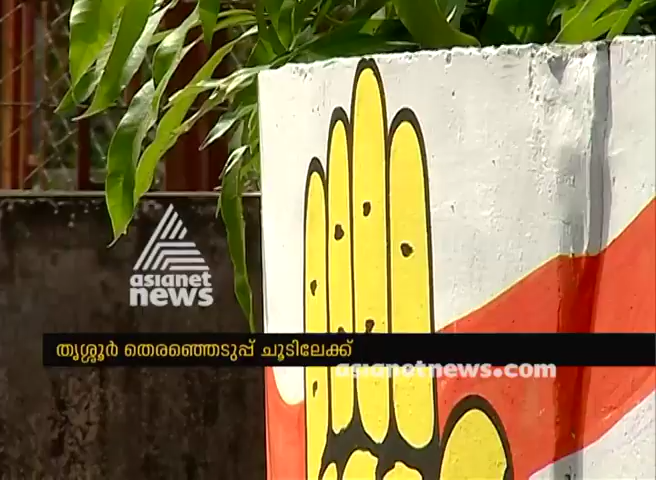 asianet
news
തൃശ്ശൂർ തെരഞ്ഞെടുപ്പ് ചൂടിലേക്ക്
asianetnews.com